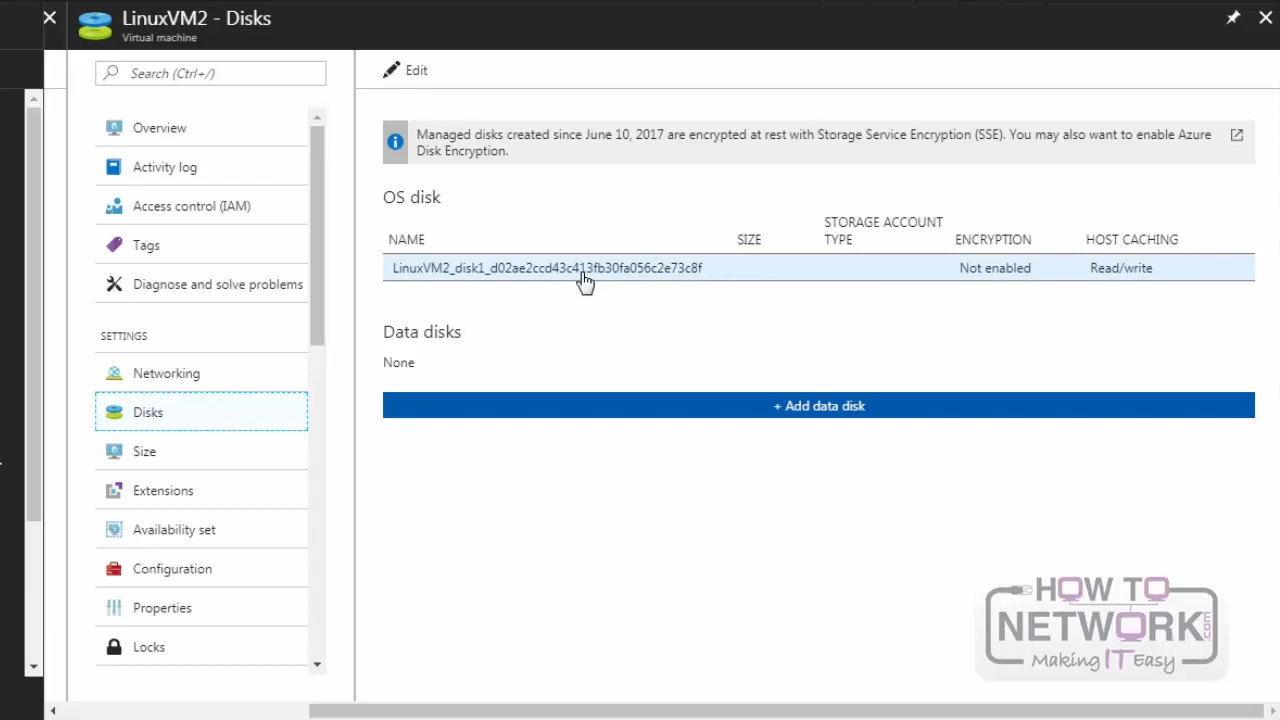 LinuxVM2 - Disks
Virtual machine
Search (Ctrl+/)
Overview
Activity log
Access control (IAM)
Tags
Diagnose and solve problems
SETTINGS
Networking
Disks
Size
Extensions
Availability set
Configuration
Properties
Locks
Edit
Managed disks created since June 10, 2017 are encrypted at rest with Storage Service Encryption (SSE). You may also want to enable Azure
Disk Encryption.
OS disk
NAME SIZE STORAGE ACCOUNT TYPE ENCRYPTION HOST CACHING
LinuxVM2_disk1_d02ae2ccd43c413fb30fa056c2e73c8f Not enabled Read/write
Data disks
None
+ Add data disk
HOW TO
NETWORK.com
Making IT Easy